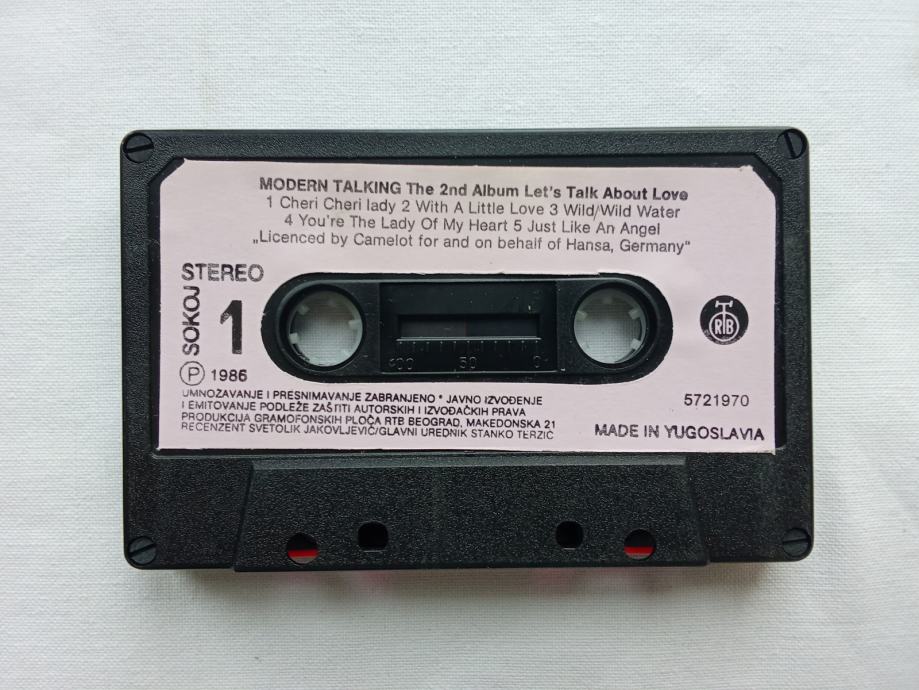 MODERN TALKING The 2nd Album Let's Talk About Love
1 Cheri Cheri lady 2 With A Little Love 3 Wild/Wild Water
4 You're The Lady Of My Heart 5 Just Like An Angel
„Licenced by Camelot for and on behalf of Hansa, Germany"
STEREO
SOKOJ
1
RTB
100 50 0
Ⓟ 1986
5721970
UMNOŽAVANJE I PRESNIMAVANJE ZABRANJENO * JAVNO IZVOĐENJE
I EMITOVANJE PODLEŽE ZAŠTITI AUTORSKIH I IZVOĐAČKIH PRAVA
PRODUKCIJA GRAMOFONSKIH PLOČA RTB BEOGRAD, MAKEDONSKA 21
RECENZENT SVETOLIK JAKOVLJEVIĆ/GLAVNI UREDNIK STANKO TERZIĆ
MADE IN YUGOSLAVIA